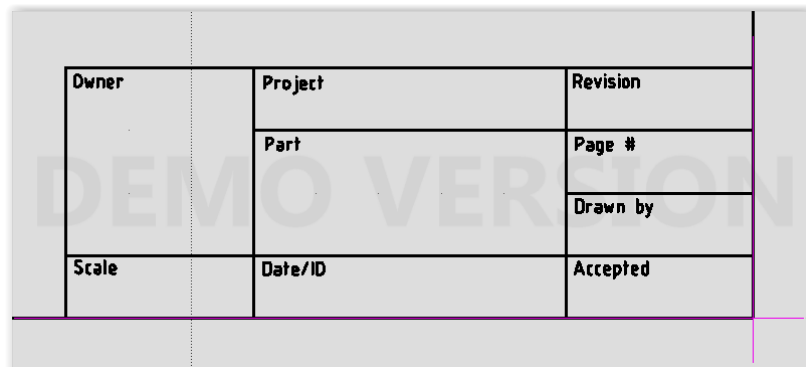 Owner Project Revision
Part Page #
DEMO VERSION
Drawn by
Scale Date/ID Accepted